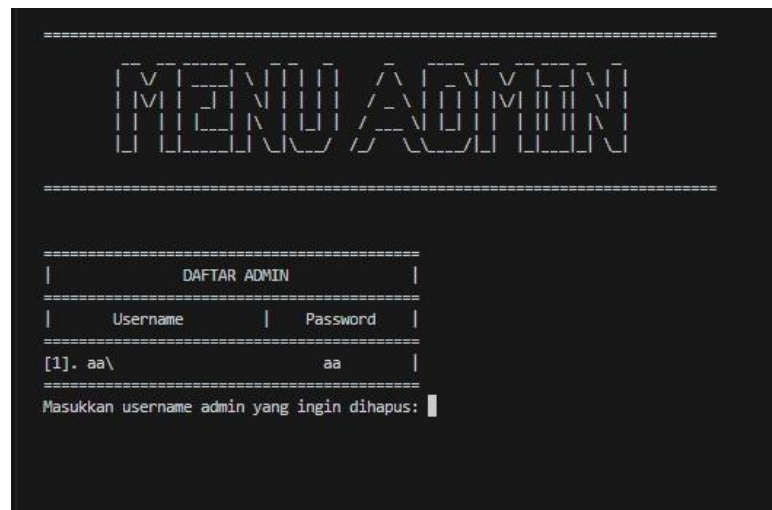 MENU ADMIN
| DAFTAR ADMIN |
| Username | Password |
[1]. aa\ aa |
Masukkan username admin yang ingin dihapus: